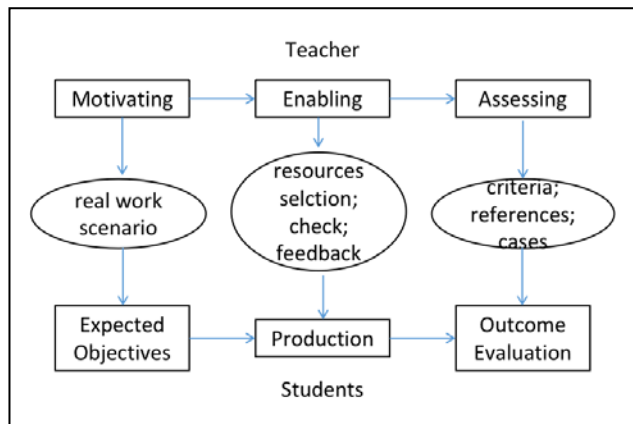 Teacher
Motivating
Enabling
Assessing
real work
scenario
resources
selction;
check;
feedback
criteria;
references;
cases
Expected
Objectives
Production
Outcome
Evaluation
Students